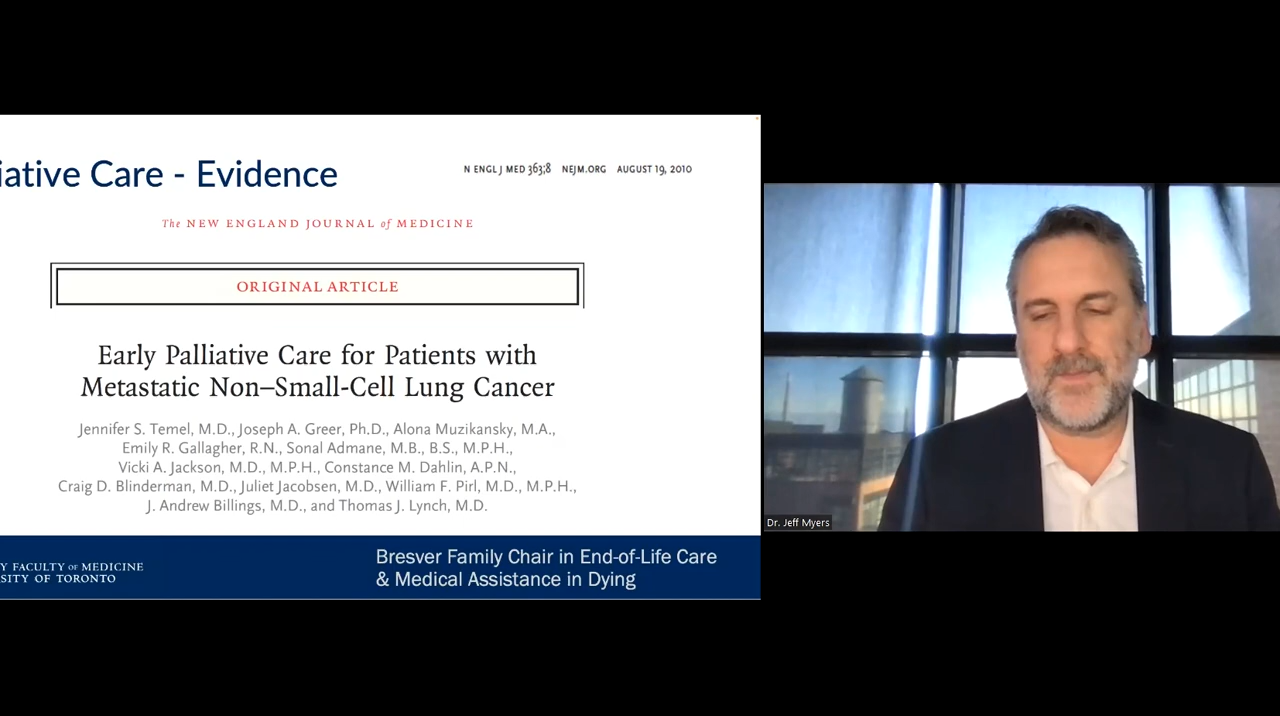 iative Care - Evidence
N ENGL J MED 363;8 NEJM.ORG AUGUST 19, 2010
The NEW ENGLAND JOURNAL of MEDICINE
ORIGINAL ARTICLE
Early Palliative Care for Patients with
Metastatic Non–Small-Cell Lung Cancer
Jennifer S. Temel, M.D., Joseph A. Greer, Ph.D., Alona Muzikansky, M.A.,
Emily R. Gallagher, R.N., Sonal Admane, M.B., B.S., M.P.H.,
Vicki A. Jackson, M.D., M.P.H., Constance M. Dahlin, A.P.N.,
Craig D. Blinderman, M.D., Juliet Jacobsen, M.D., William F. Pirl, M.D., M.P.H.,
J. Andrew Billings, M.D., and Thomas J. Lynch, M.D.
Y FACULTY OF MEDICINE
SITY OF TORONTO
Bresver Family Chair in End-of-Life Care
& Medical Assistance in Dying
Dr. Jeff Myers